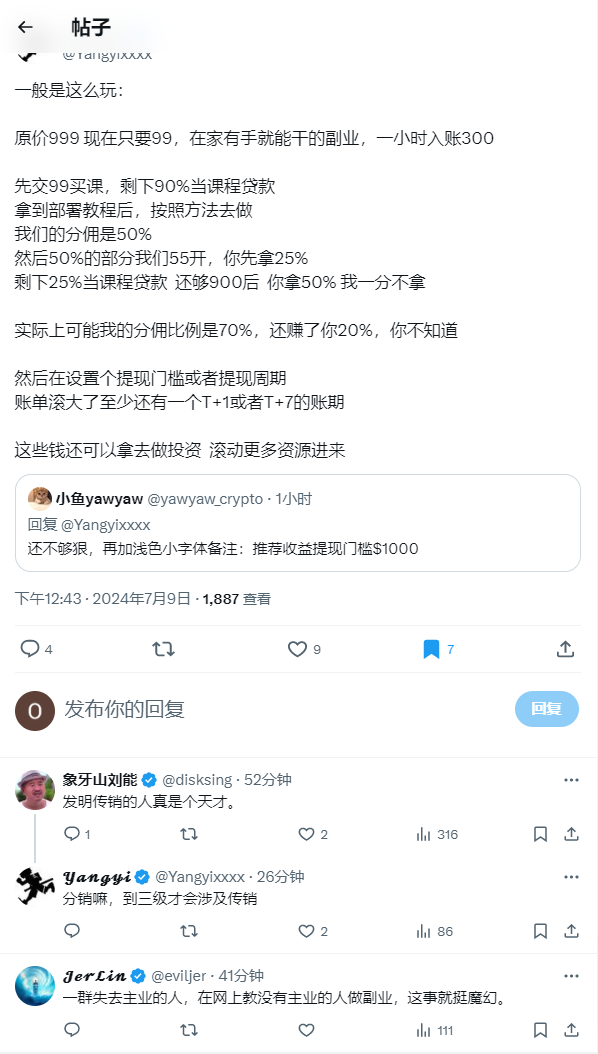 帖子
@Yangyixxxx
一般是这么玩：
原价999 现在只要99，在家有手就能干的副业，一小时入账300
先交99买课，剩下90%当课程贷款
拿到部署教程后，按照方法去做
我们的分佣是50%
然后50%的部分我们55开，你先拿25%
剩下25%当课程贷款 还够900后 你拿50% 我一分不拿
实际上可能我的分佣比例是70%，还赚了你20%，你不知道
然后在设置个提现门槛或者提现周期
账单滚大了至少还有一个T+1或者T+7的账期
这些钱还可以拿去做投资 滚动更多资源进来
小鱼yawyaw @yawyaw_crypto · 1小时
回复 @Yangyixxxx
还不够狠，再加浅色小字体备注：推荐收益提现门槛$1000
下午12:43 · 2024年7月9日 · 1,887 查看
4 9 7
O 发布你的回复 回复
象牙山刘能 @disksing · 52分钟
发明传销的人真是个天才。
1 2 316
𝓨𝓪𝓷𝓰𝔂𝓲 @Yangyixxxx · 26分钟
分销嘛，到三级才会涉及传销
2 86
𝓙𝓮𝓻𝓛𝓲𝓷 @eviljer · 41分钟
一群失去主业的人，在网上教没有主业的人做副业，这事就挺魔幻。
111